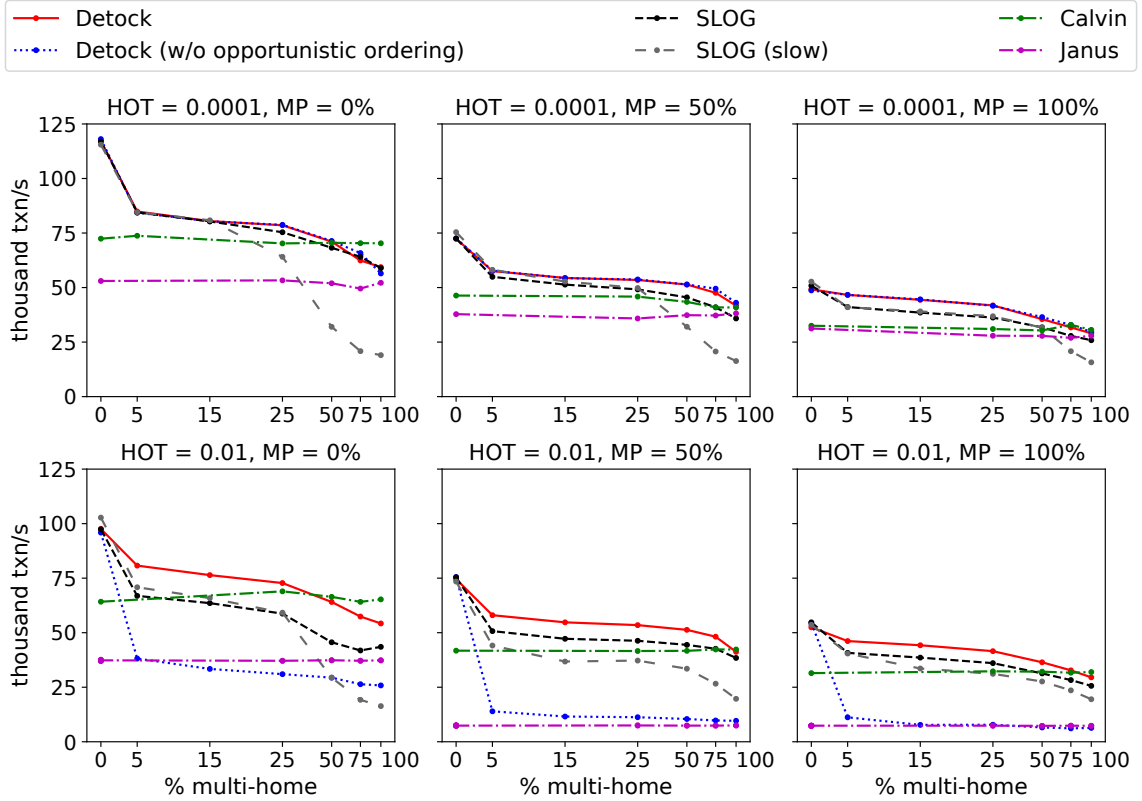 Detock
Detock (w/o opportunistic ordering)
SLOG
SLOG (slow)
Calvin
Janus
HOT = 0.0001, MP = 0%
HOT = 0.0001, MP = 50%
HOT = 0.0001, MP = 100%
thousand txn/s
125
100
75
50
25
0
0 5 15 25 50 75 100
0 5 15 25 50 75 100
0 5 15 25 50 75 100
HOT = 0.01, MP = 0%
HOT = 0.01, MP = 50%
HOT = 0.01, MP = 100%
thousand txn/s
125
100
75
50
25
0
0 5 15 25 50 75 100
0 5 15 25 50 75 100
0 5 15 25 50 75 100
% multi-home
% multi-home
% multi-home